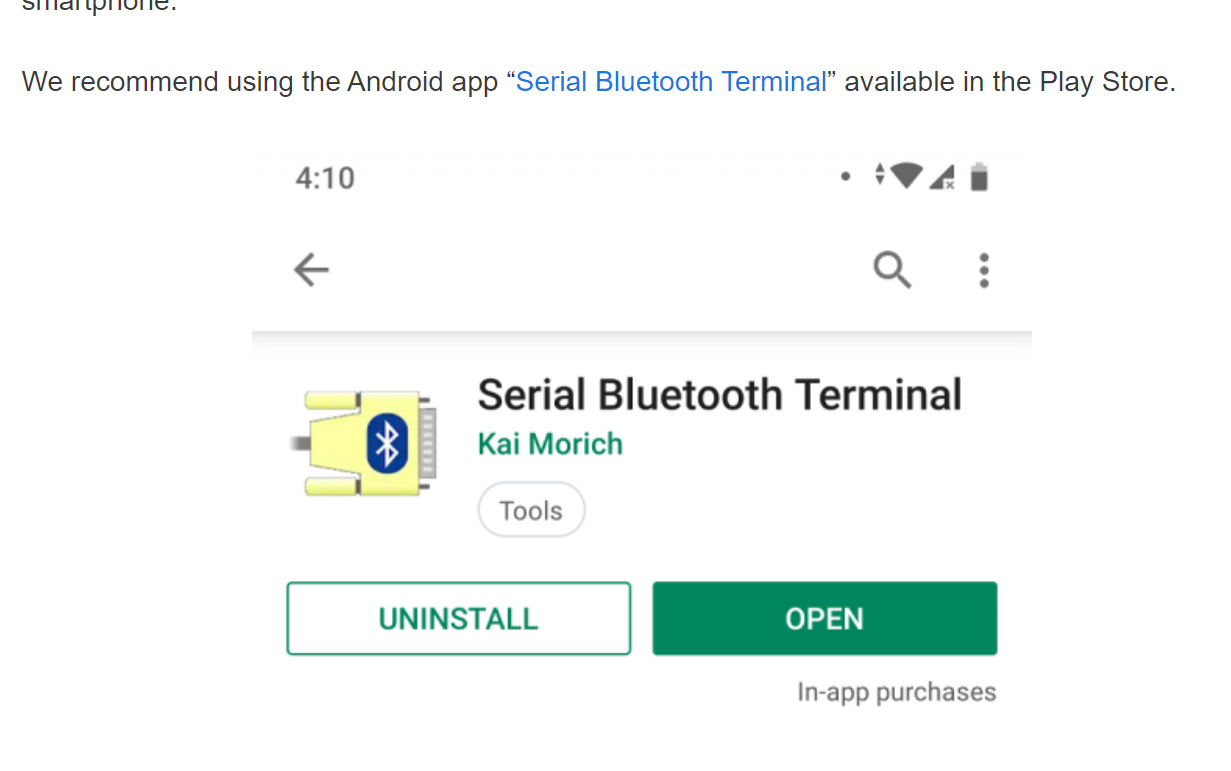 smartphone.
We recommend using the Android app “Serial Bluetooth Terminal” available in the Play Store.
4:10
Serial Bluetooth Terminal
Kai Morich
Tools
UNINSTALL
OPEN
In-app purchases